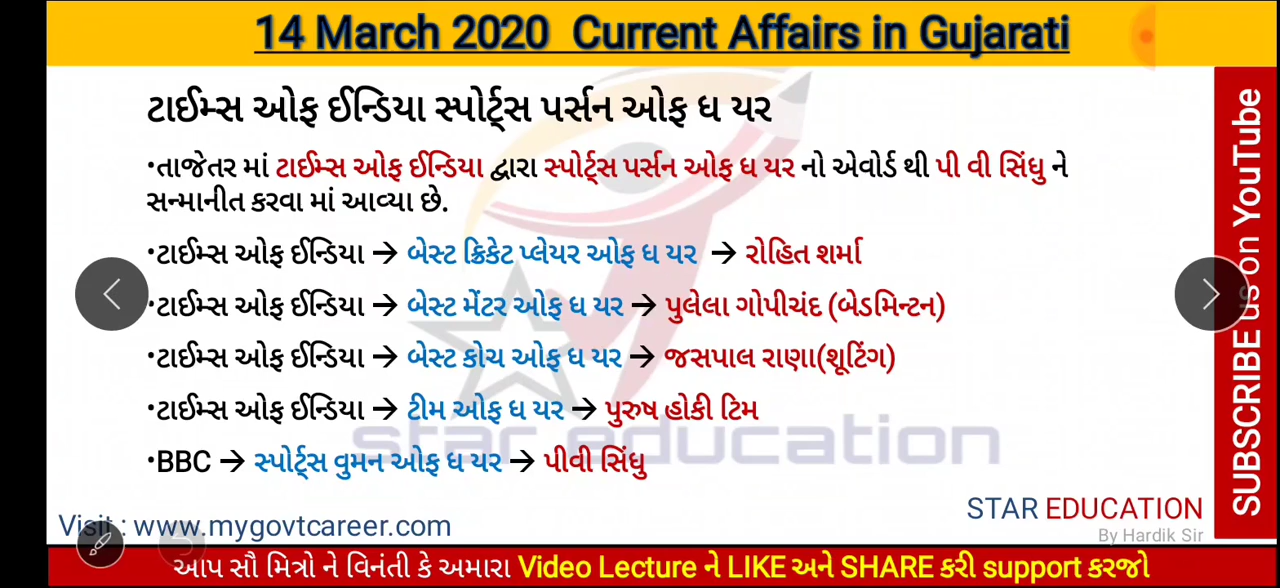 14 March 2020 Current Affairs in Gujarati
ટાઈમ્સ ઓફ ઈન્ડિયા સ્પોર્ટ્સ પર્સન ઓફ ધ યર
•તાજેતર માં ટાઈમ્સ ઓફ ઈન્ડિયા દ્વારા સ્પોર્ટ્સ પર્સન ઓફ ધ યર નો એવોર્ડ થી પી વી સિંધુ ને
સન્માનીત કરવા માં આવ્યા છે.
•ટાઈમ્સ ઓફ ઈન્ડિયા → બેસ્ટ ક્રિકેટ પ્લેયર ઓફ ધ યર → રોહિત શર્મા
•ટાઈમ્સ ઓફ ઈન્ડિયા → બેસ્ટ મેંટર ઓફ ધ યર → પુલેલા ગોપીચંદ (બેડમિન્ટન)
•ટાઈમ્સ ઓફ ઈન્ડિયા → બેસ્ટ કોચ ઓફ ધ યર → જસપાલ રાણા(શૂટિંગ)
•ટાઈમ્સ ઓફ ઈન્ડિયા → ટીમ ઓફ ધ યર → પુરુષ હોકી ટિમ
•BBC → સ્પોર્ટ્સ વુમન ઓફ ધ યર → પીવી સિંધુ
star education
STAR EDUCATION
By Hardik Sir
Visit : www.mygovtcareer.com
આપ સૌ મિત્રો ને વિનંતી કે અમારા Video Lecture ને LIKE અને SHARE કરી support કરજો
SUBSCRIBE us on YouTube